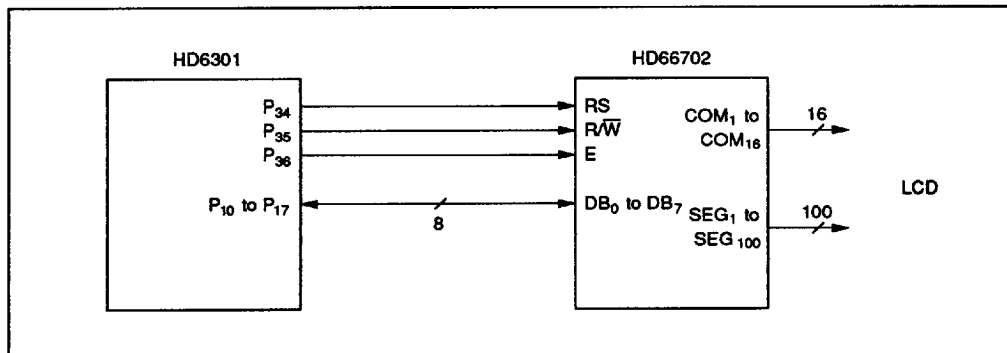 HD6301
HD66702
P34
RS
P35
R/W̅
P36
E
P10 to P17
8
DB0 to DB7
COM1 to
COM16
16
SEG1 to
SEG100
100
LCD